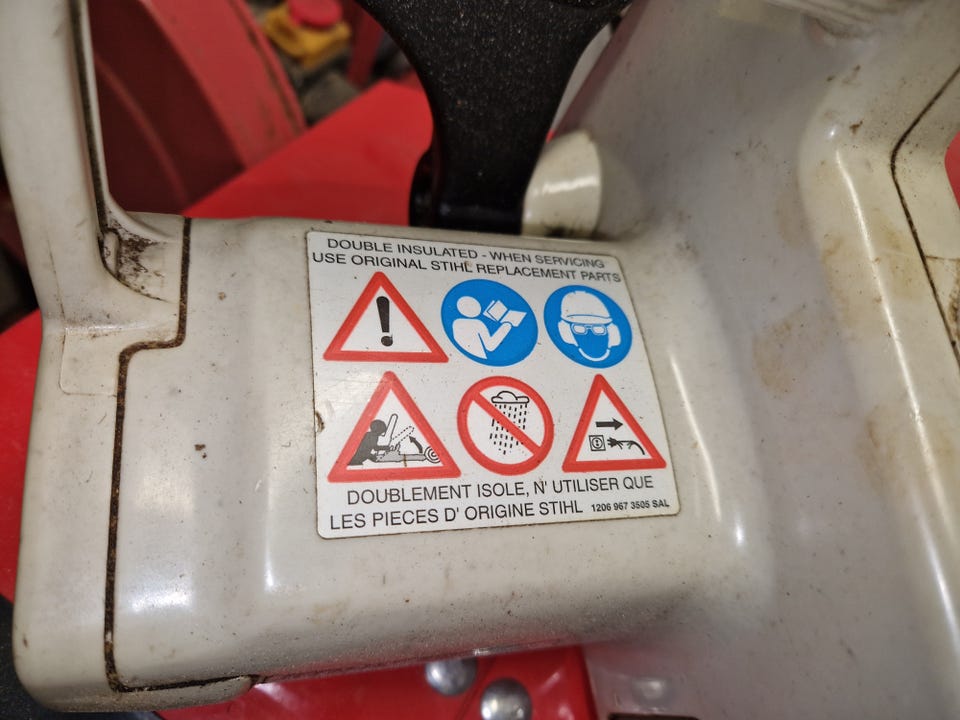 DOUBLE INSULATED - WHEN SERVICING
USE ORIGINAL STIHL REPLACEMENT PARTS
DOUBLEMENT ISOLE, N' UTILISER QUE
LES PIECES D' ORIGINE STIHL 1206 967 3505 SAL